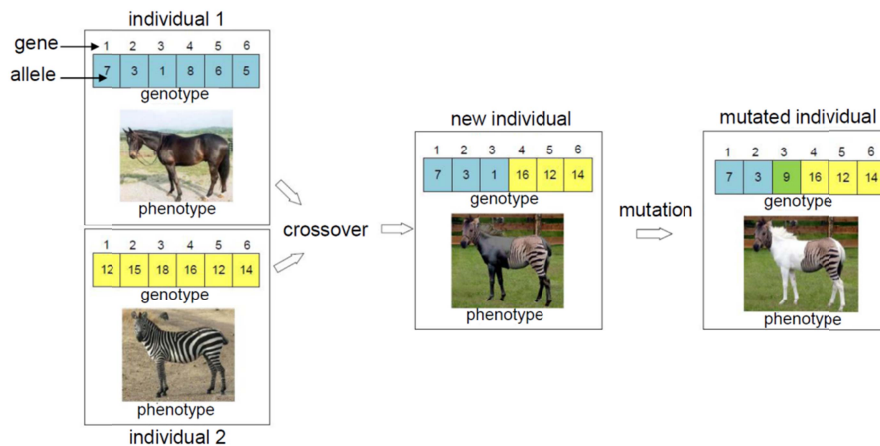 individual 1
gene
1 2 3 4 5 6
allele
7 3 1 8 6 5
genotype
phenotype
1 2 3 4 5 6
12 15 18 16 12 14
genotype
phenotype
individual 2
crossover
new individual
1 2 3 4 5 6
7 3 1 16 12 14
genotype
phenotype
mutation
mutated individual
1 2 3 4 5 6
7 3 9 16 12 14
genotype
phenotype